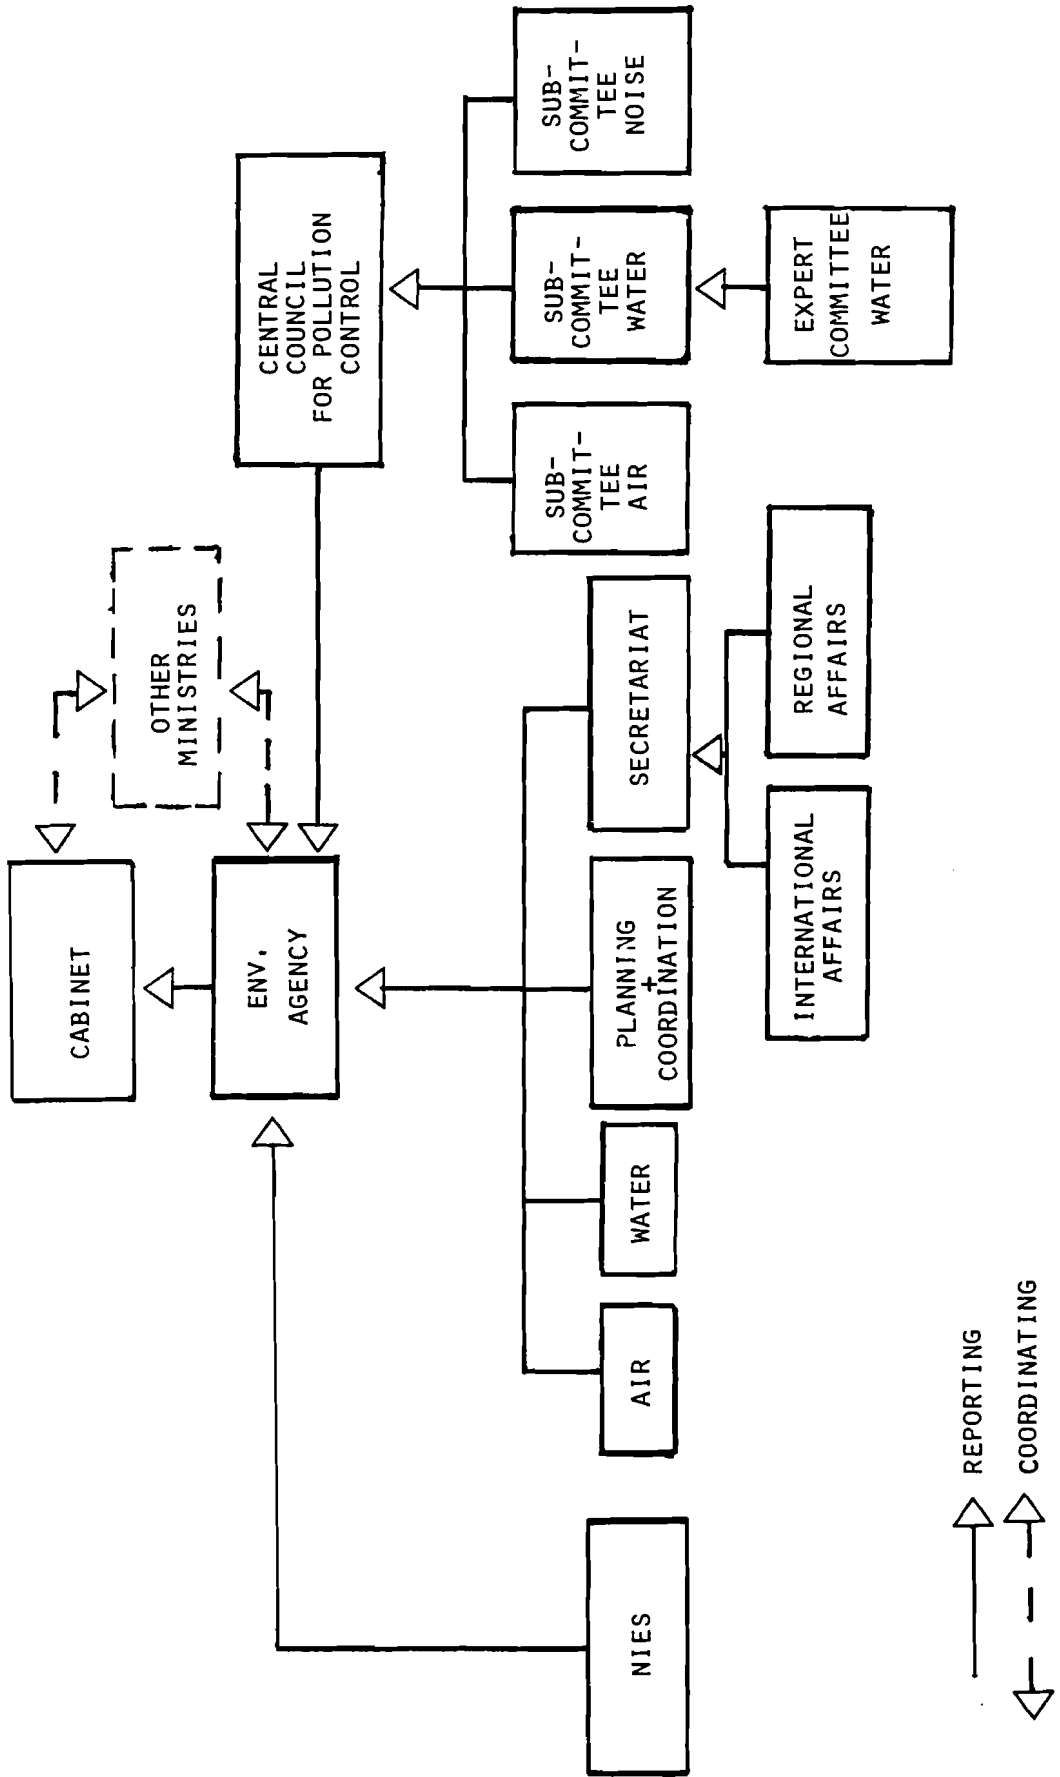 CABINET
OTHER
MINISTRIES
ENV.
AGENCY
CENTRAL
COUNCIL
FOR POLLUTION
CONTROL
NIES
AIR
WATER
PLANNING
+
COORDINATION
SECRETARIAT
SUB-
COMMIT-
TEE
AIR
SUB-
COMMIT-
TEE
WATER
SUB-
COMMIT-
TEE
NOISE
INTERNATIONAL
AFFAIRS
REGIONAL
AFFAIRS
EXPERT
COMMITTEE
WATER
REPORTING
COORDINATING